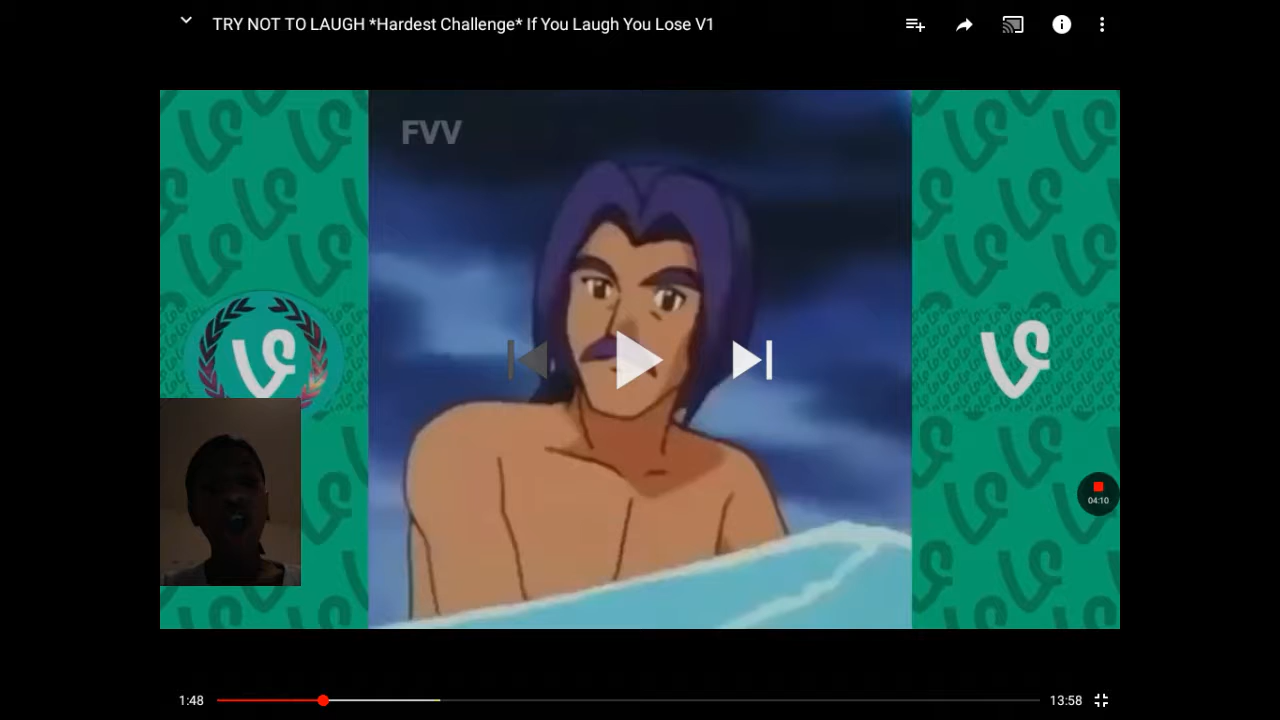 TRY NOT TO LAUGH *Hardest Challenge* If You Laugh You Lose V1
FVV
04:10
1:48
13:58